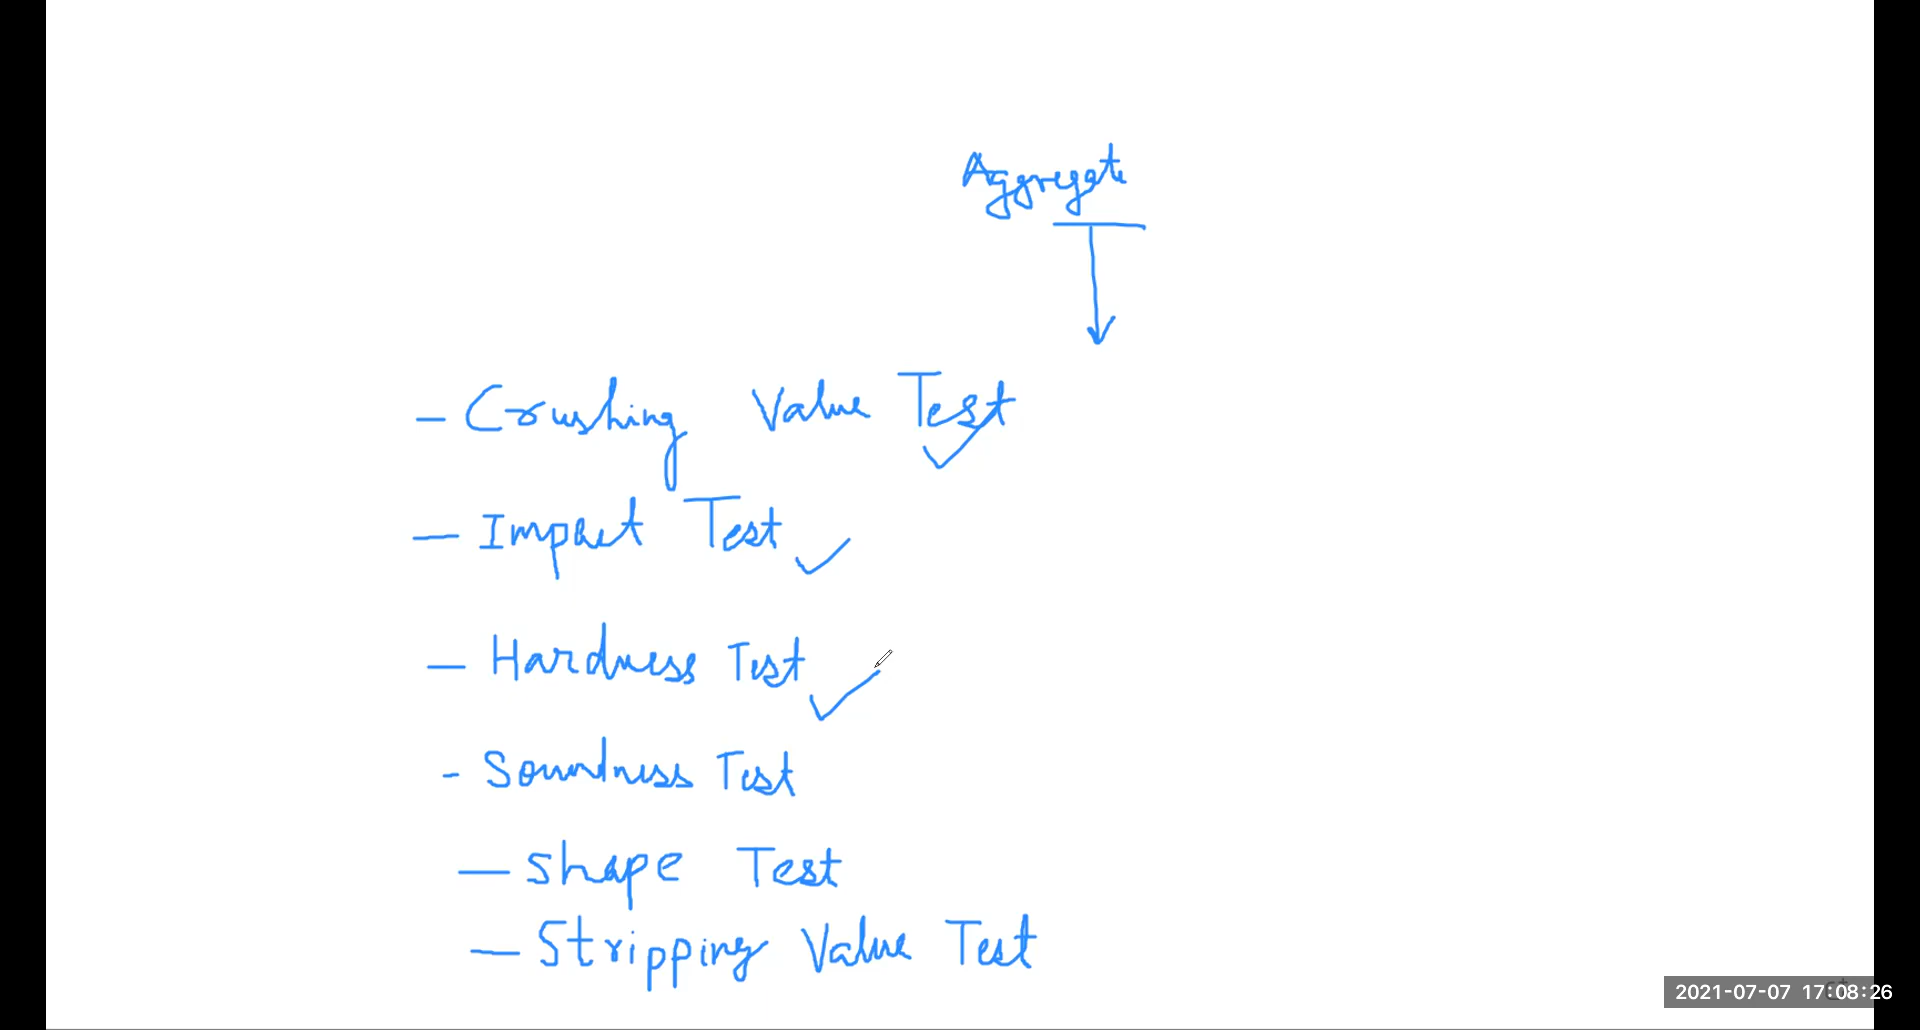 Aggregate
- Crushing Value Test
- Impact Test
- Hardness Test
- Soundness Test
- Shape Test
- Stripping Value Test
2021-07-07 17:08:26